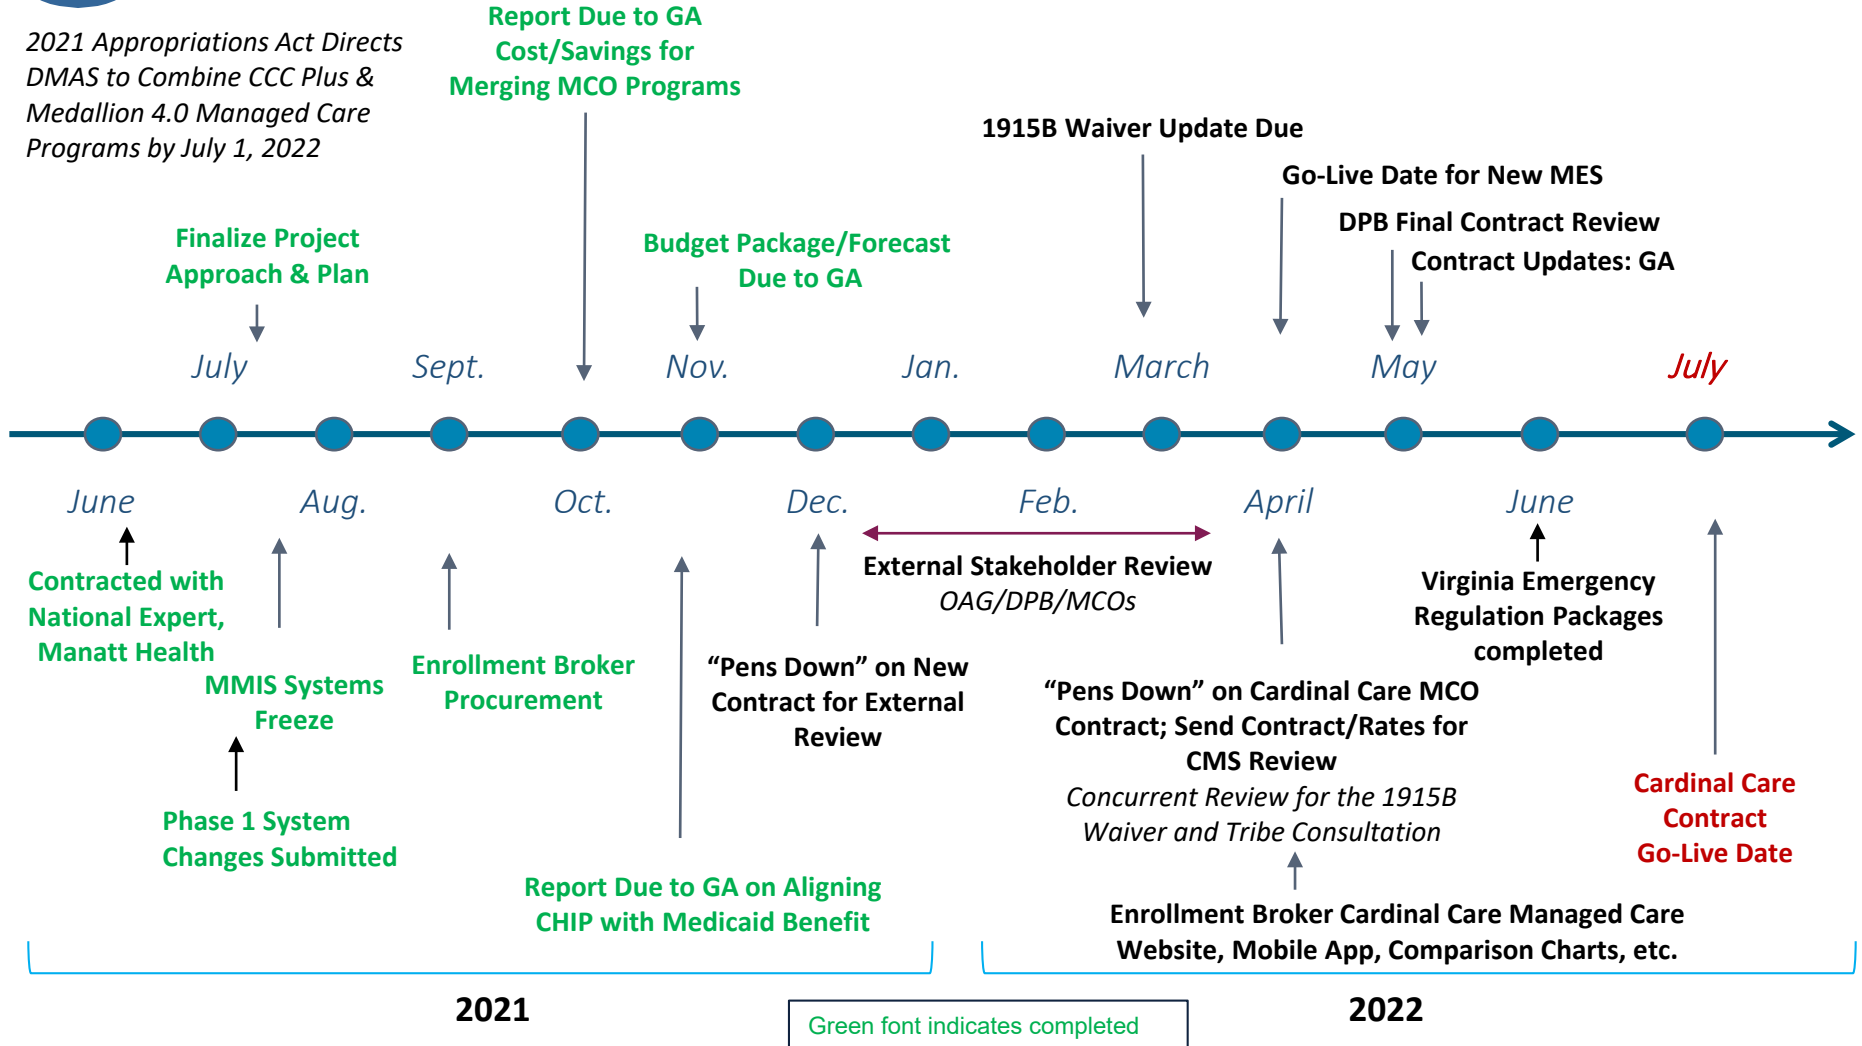 2021 Appropriations Act Directs
DMAS to Combine CCC Plus &
Medallion 4.0 Managed Care
Programs by July 1, 2022
Report Due to GA
Cost/Savings for
Merging MCO Programs
1915B Waiver Update Due
Go-Live Date for New MES
DPB Final Contract Review
Contract Updates: GA
Finalize Project
Approach & Plan
Budget Package/Forecast
Due to GA
July
Sept.
Nov.
Jan.
March
May
July
June
Aug.
Oct.
Dec.
Feb.
April
June
Contracted with
National Expert,
Manatt Health
MMIS Systems
Freeze
Phase 1 System
Changes Submitted
Enrollment Broker
Procurement
Report Due to GA on Aligning
CHIP with Medicaid Benefit
“Pens Down” on New
Contract for External
Review
External Stakeholder Review
OAG/DPB/MCOs
“Pens Down” on Cardinal Care MCO
Contract; Send Contract/Rates for
CMS Review
Concurrent Review for the 1915B
Waiver and Tribe Consultation
Enrollment Broker Cardinal Care Managed Care
Website, Mobile App, Comparison Charts, etc.
Virginia Emergency
Regulation Packages
completed
Cardinal Care
Contract
Go-Live Date
2021
2022
Green font indicates completed